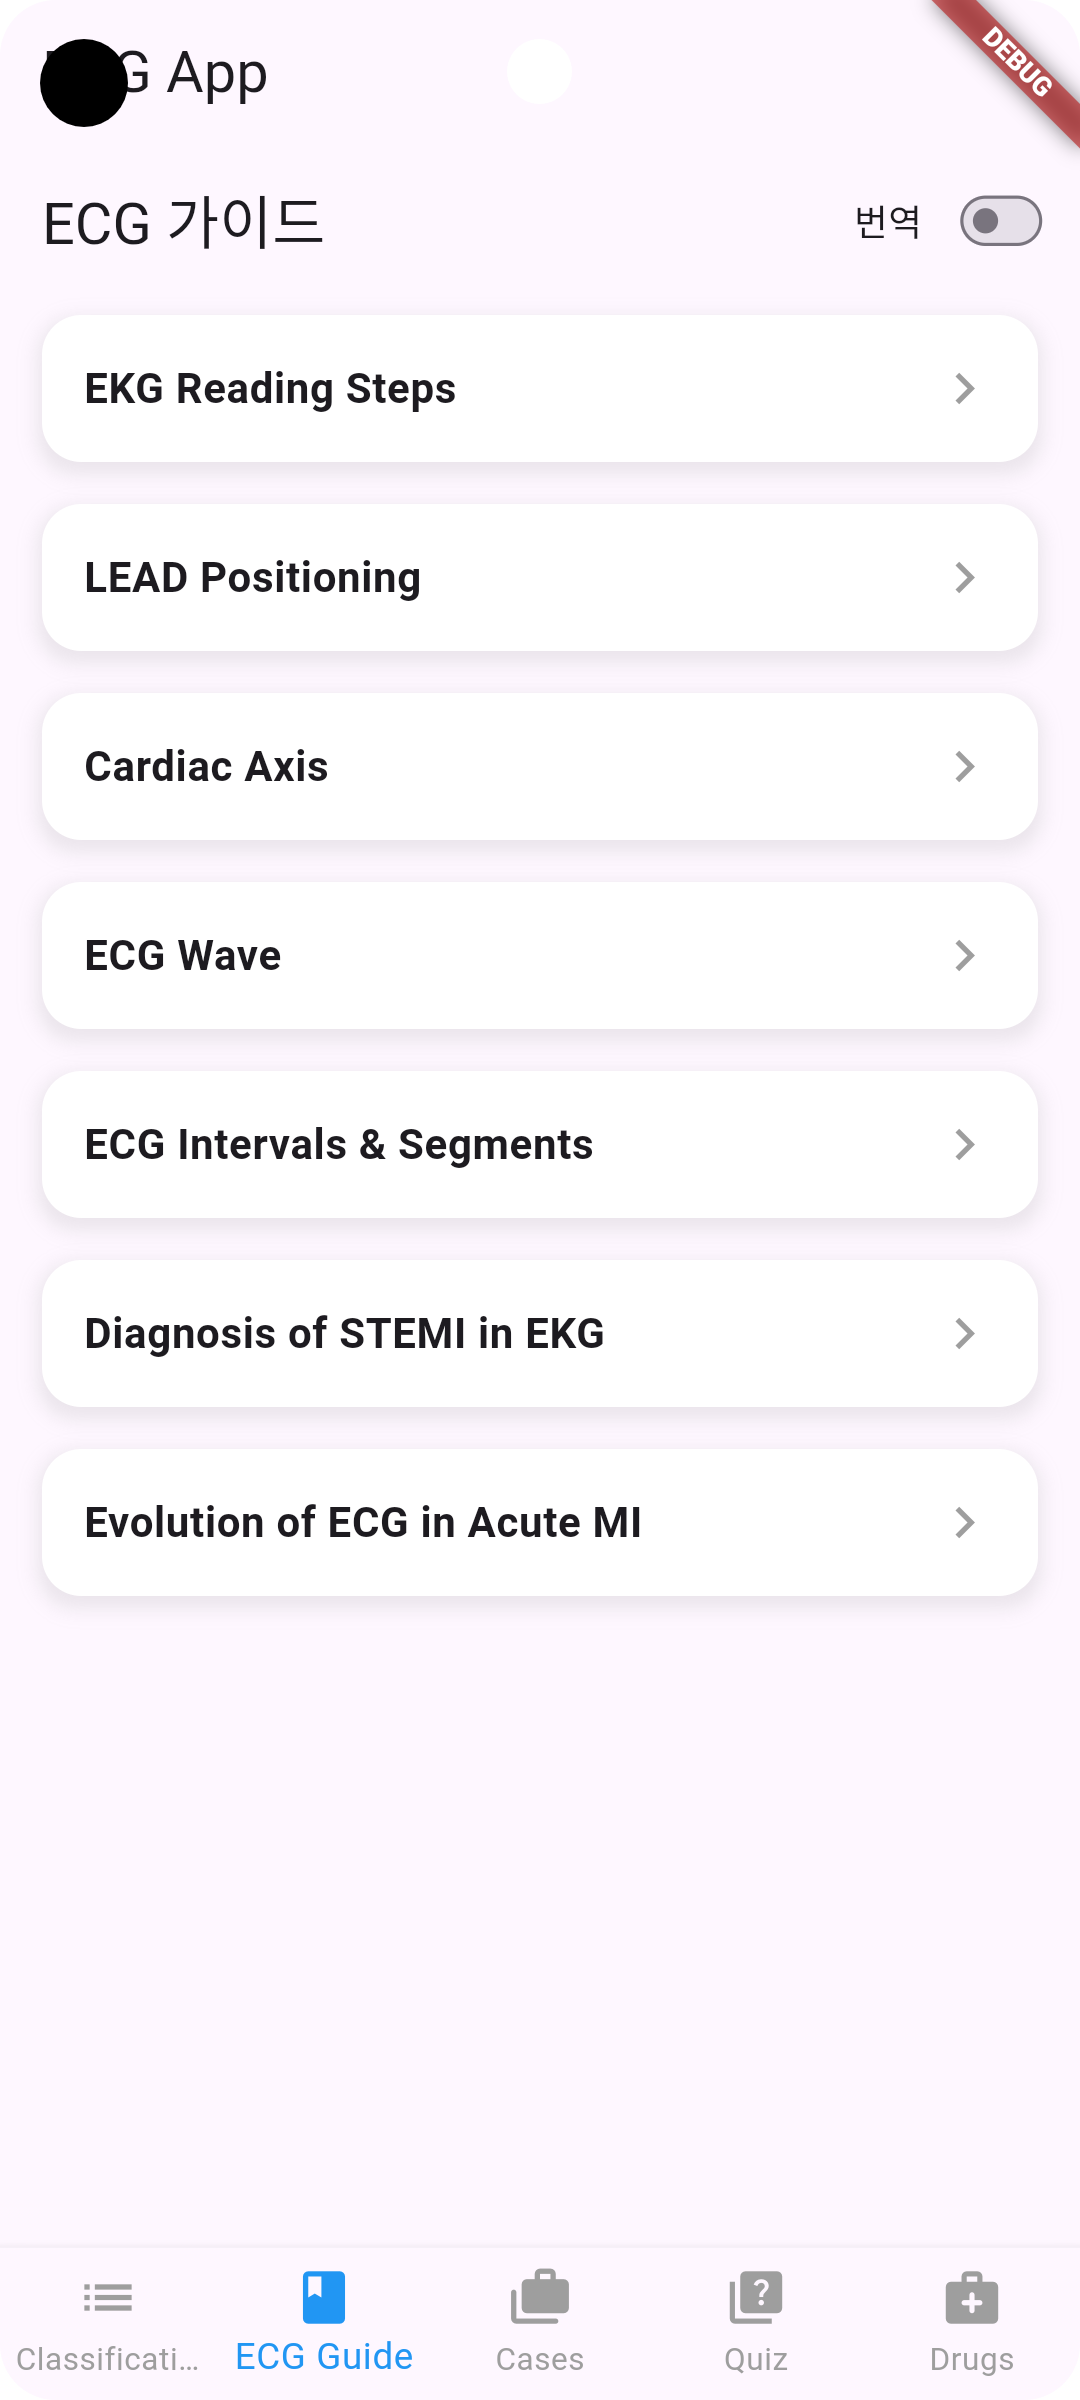 G App
DEBUG
ECG 가이드
번역
EKG Reading Steps
LEAD Positioning
Cardiac Axis
ECG Wave
ECG Intervals & Segments
Diagnosis of STEMI in EKG
Evolution of ECG in Acute MI
Classificati...
ECG Guide
Cases
Quiz
Drugs